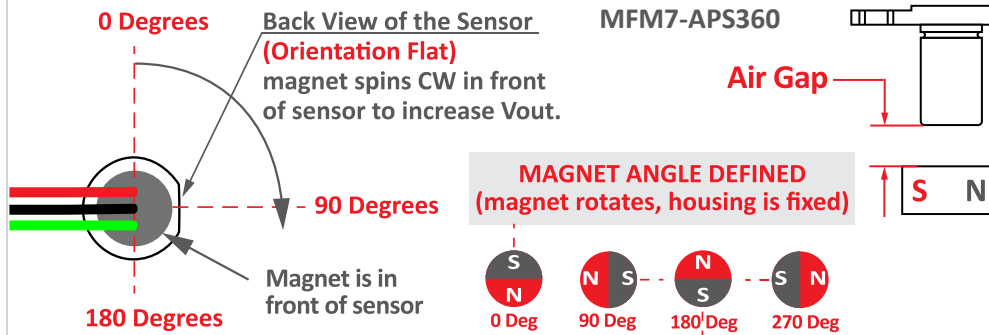 0 Degrees
Back View of the Sensor
(Orientation Flat)
magnet spins CW in front
of sensor to increase Vout.
MFM7-APS360
Air Gap
90 Degrees
Magnet is in
front of sensor
180 Degrees
MAGNET ANGLE DEFINED
(magnet rotates, housing is fixed)
S N
S
N
0 Deg
N S
90 Deg
N
S
180 Deg
S N
270 Deg